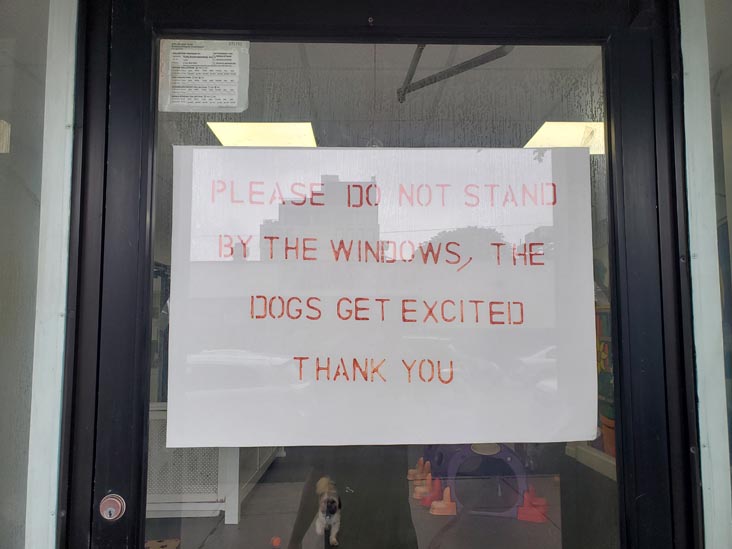 PLEASE DO NOT STAND
BY THE WINDOWS, THE
DOGS GET EXCITED
THANK YOU